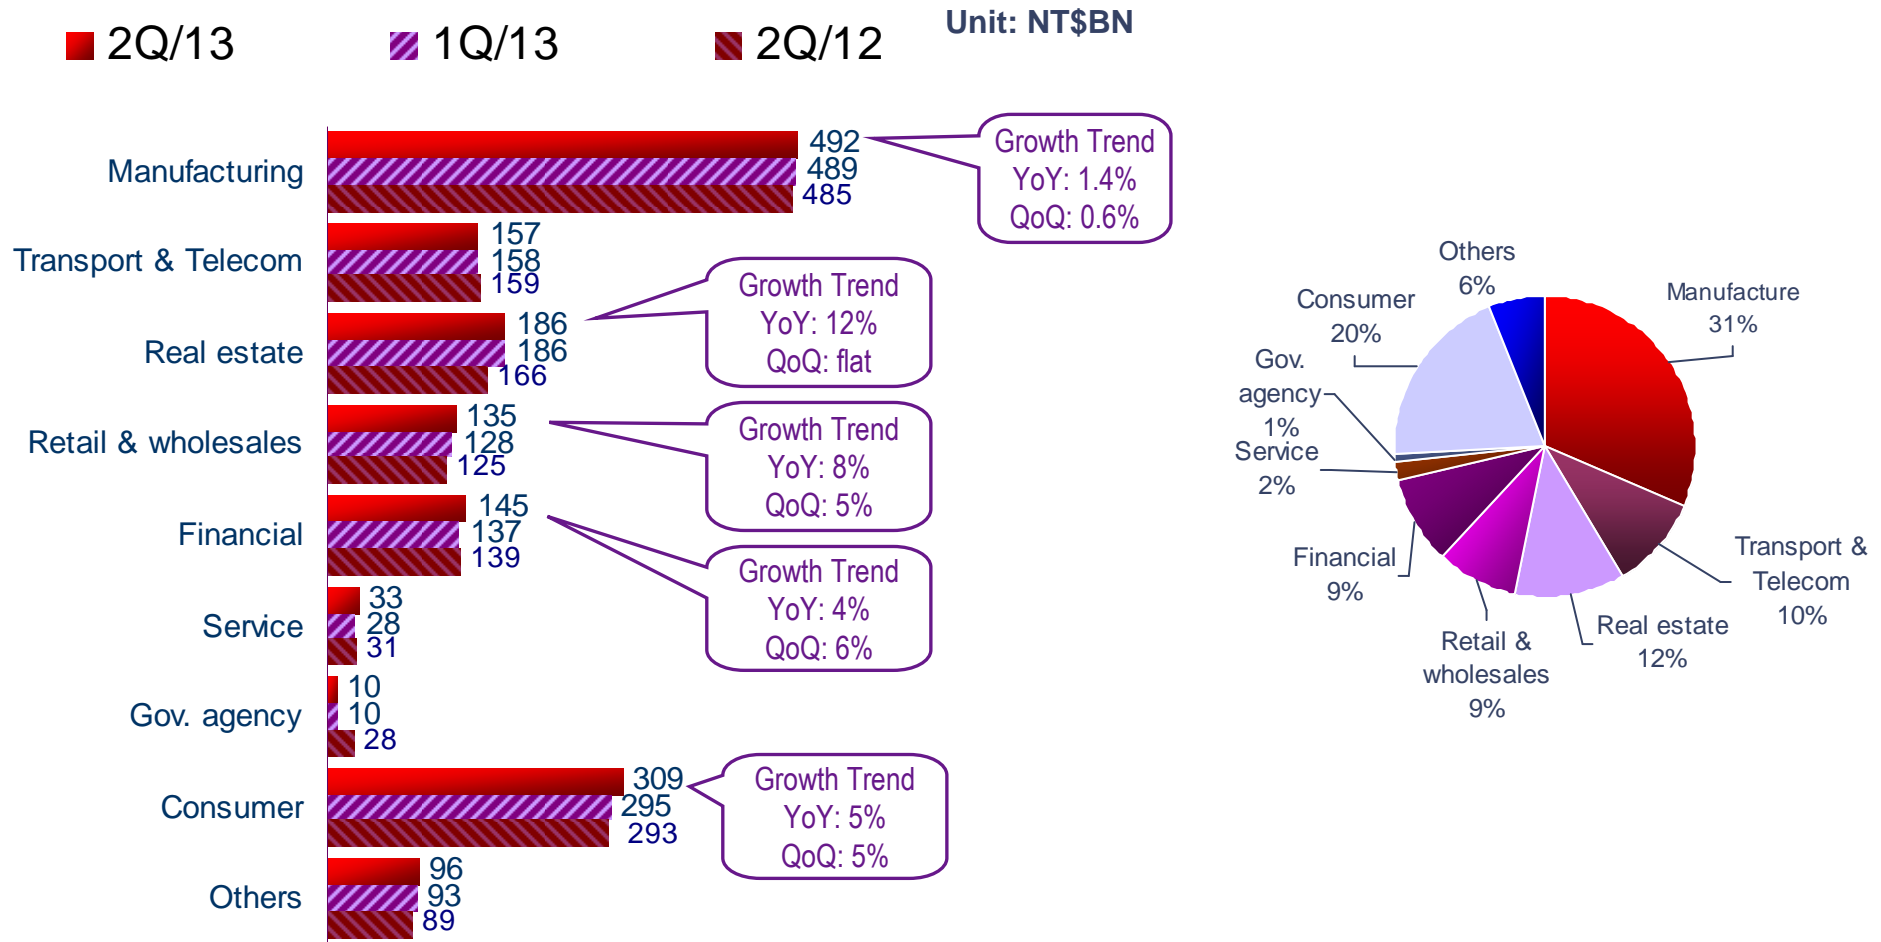 2Q/13
1Q/13
2Q/12
Unit: NT$BN
Manufacturing
492
489
485
Growth Trend
YoY: 1.4%
QoQ: 0.6%
Transport & Telecom
157
158
159
Real estate
186
186
166
Growth Trend
YoY: 12%
QoQ: flat
Retail & wholesales
135
128
125
Growth Trend
YoY: 8%
QoQ: 5%
Financial
145
137
139
Growth Trend
YoY: 4%
QoQ: 6%
Service
33
28
31
Gov. agency
10
10
28
Consumer
309
295
293
Growth Trend
YoY: 5%
QoQ: 5%
Others
96
93
89
Others
6%
Manufacture
31%
Consumer
20%
Gov.
agency
1%
Service
2%
Financial
9%
Retail &
wholesales
9%
Real estate
12%
Transport &
Telecom
10%